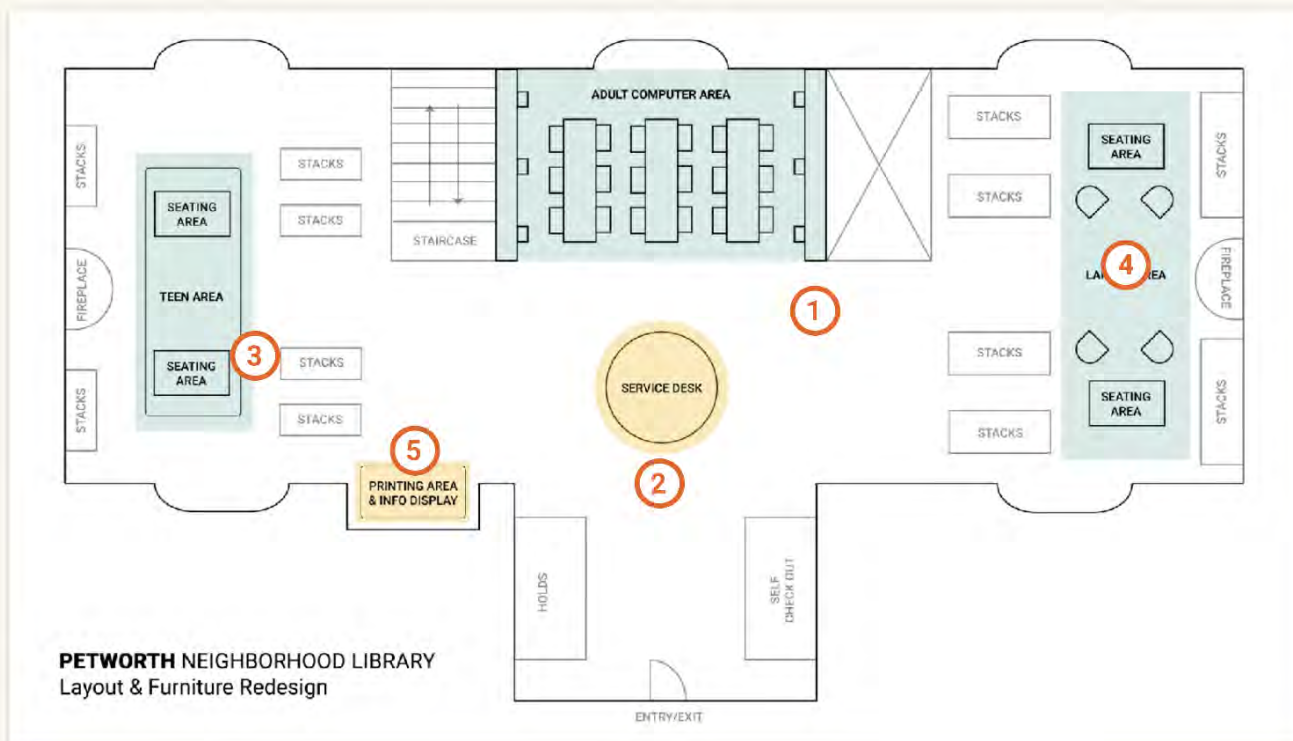 ADULT COMPUTER AREA
STACKS
SEATING
AREA
TEEN AREA
SEATING
AREA
FIREPLACE
STACKS
STACKS
STACKS
STACKS
STACKS
3
STAIRCASE
5
PRINTING AREA
& INFO DISPLAY
1
SERVICE DESK
2
STACKS
STACKS
STACKS
STACKS
SEATING
AREA
4
AREA
SEATING
AREA
STACKS
FIREPLACE
STACKS
HOLDS
SELF
CHECK OUT
ENTRY/EXIT
PETWORTH NEIGHBORHOOD LIBRARY
Layout & Furniture Redesign